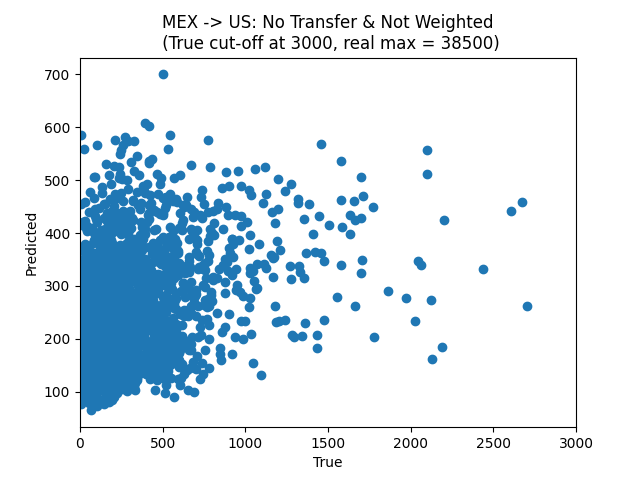 MEX -> US: No Transfer & Not Weighted
(True cut-off at 3000, real max = 38500)
700
600
500
400
300
200
100
Predicted
0 500 1000 1500 2000 2500 3000
True